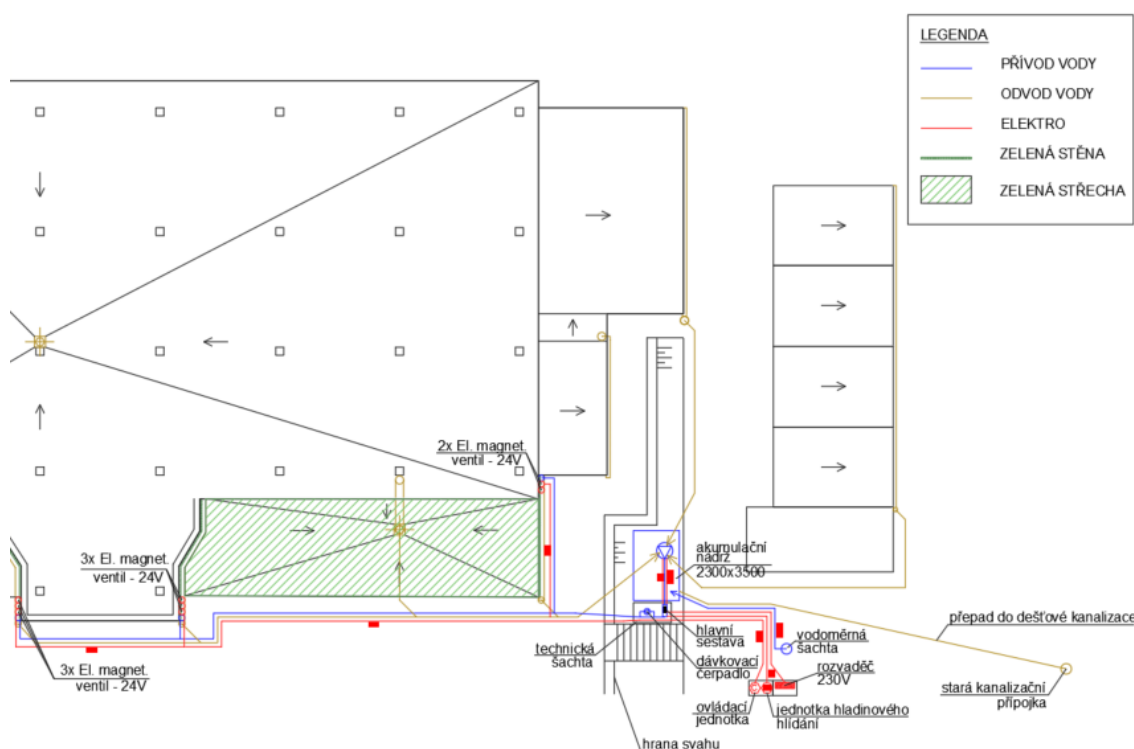 LEGENDA
PŘÍVOD VODY
ODVOD VODY
ELEKTRO
ZELENÁ STĚNA
ZELENÁ STŘECHA
2x El. magnet.
ventil - 24V
3x El. magnet.
ventil - 24V
3x El. magnet.
ventil - 24V
akumulační
nádrž
2300x3500
technická
šachta
hlavní
sestava
dávkovací
čerpadlo
vodoměrná
šachta
rozvaděč
230V
přepad do dešťové kanalizace
stará kanalizační
přípojka
ovládací
jednotka
jednotka hladinového
hlídání
hrana svahu